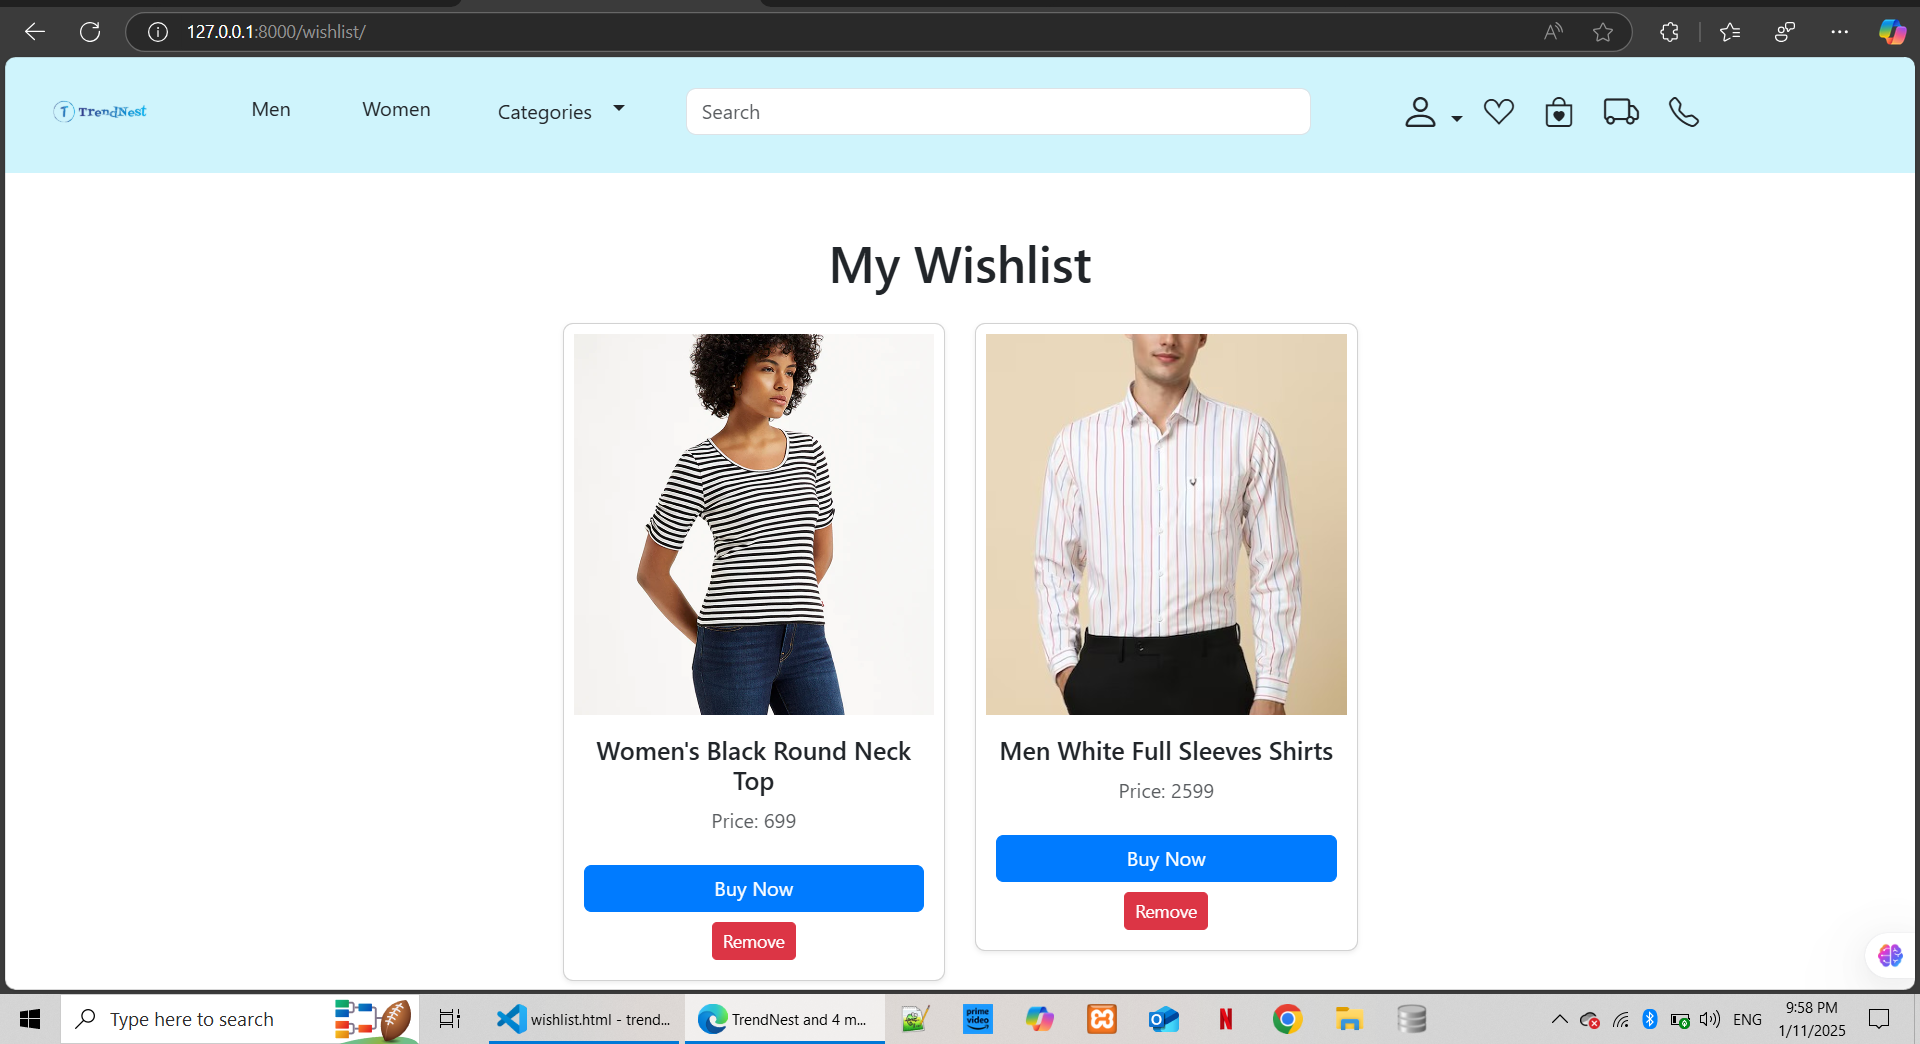 127.0.0.1:8000/wishlist/
T TrendNest
Men
Women
Categories
Search
My Wishlist
Women's Black Round Neck
Top
Price: 699
Buy Now
Remove
Men White Full Sleeves Shirts
Price: 2599
Buy Now
Remove
Type here to search
wishlist.html - trend...
TrendNest and 4 m...
prime
video
N
ENG
9:58 PM
1/11/2025